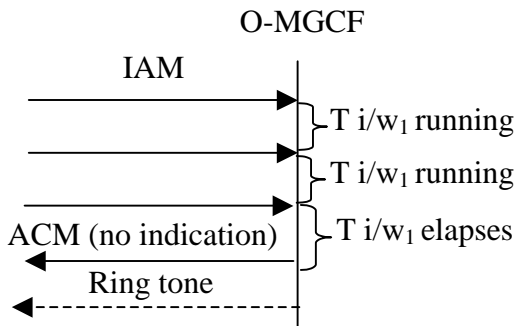 O-MGCF
IAM
T i/w₁ running
T i/w₁ running
ACM (no indication)
T i/w₁ elapses
Ring tone